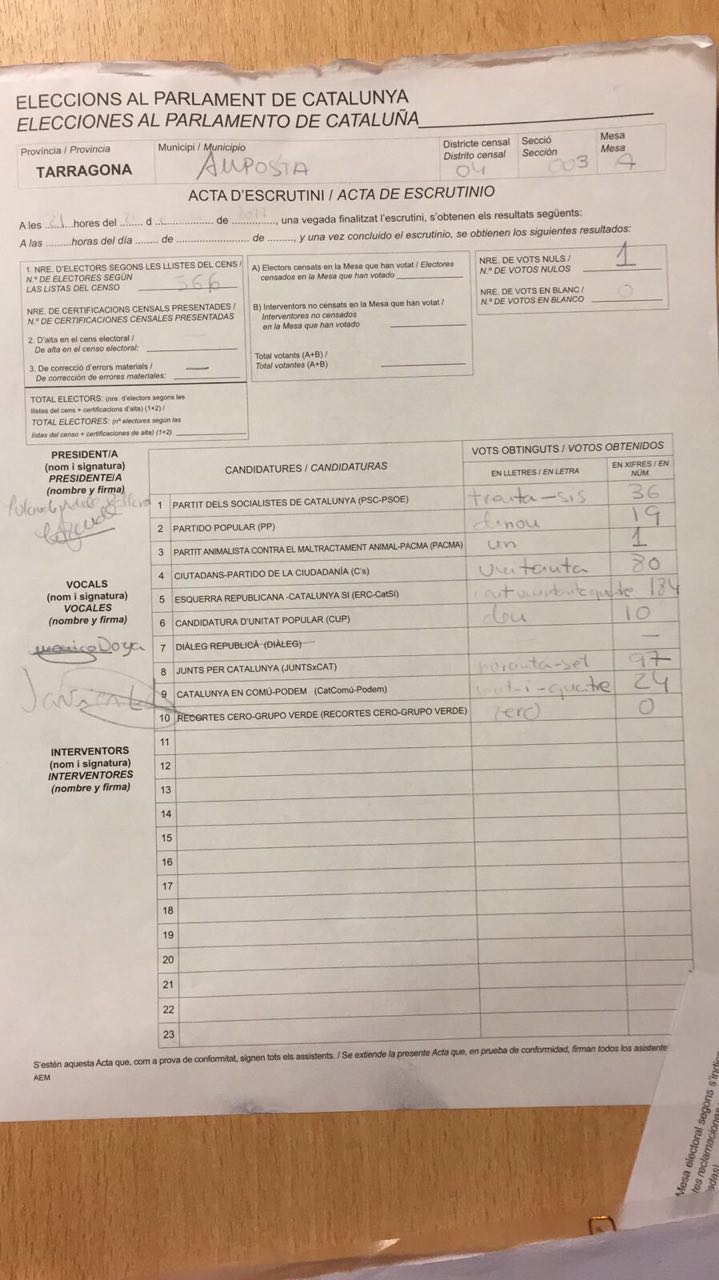 ELECCIONS AL PARLAMENT DE CATALUNYA
ELECCIONES AL PARLAMENTO DE CATALUÑA
Provincia / Provincia
TARRAGONA
Municipi / Municipio
AMPOSTA
Districte censal
Distrito censal
04
Secció
Sección
003
Mesa
Mesa
A
ACTA D'ESCRUTINI / ACTA DE ESCRUTINIO
A les ......... hores del ....... d ............... de .........., una vegada finalitzat l'escrutini, s'obtenen els resultats següents:
A las .........horas del día ....... de ....................... de ........, y una vez concluido el escrutinio, se obtienen los siguientes resultados:
1. NRE. D'ELECTORS SEGONS LES LLISTES DEL CENS /
N.º DE ELECTORES SEGÚN
LAS LISTAS DEL CENSO 566
NRE. DE CERTIFICACIONS CENSALS PRESENTADES /
N.º DE CERTIFICACIONES CENSALES PRESENTADAS
2. D'alta en el cens electoral /
De alta en el censo electoral:
3. De correcció d'errors materials /
De corrección de errores materiales: —
TOTAL ELECTORS: (nre. d'electors segons les
llistes del cens + certificacions d'alta) (1+2) /
TOTAL ELECTORES: (nº electores según las
listas del censo + certificaciones de alta) (1+2)
A) Electors censats en la Mesa que han votat / Electores
censados en la Mesa que han votado
B) Interventors no censats en la Mesa que han votat /
Interventores no censados
en la Mesa que han votado
Total votants (A+B) /
Total votantes (A+B)
NRE. DE VOTS NULS /
N.º DE VOTOS NULOS 1
NRE. DE VOTS EN BLANC /
N.º DE VOTOS EN BLANCO 0
PRESIDENT/A
(nom i signatura)
PRESIDENTE/A
(nombre y firma)
VOCALS
(nom i signatura)
VOCALES
(nombre y firma)
INTERVENTORS
(nom i signatura)
INTERVENTORES
(nombre y firma)
CANDIDATURES / CANDIDATURAS
VOTS OBTINGUTS / VOTOS OBTENIDOS
EN LLETRES / EN LETRA
EN XIFRES / EN NÚM.
1 PARTIT DELS SOCIALISTES DE CATALUNYA (PSC-PSOE) trenta-sis 36
2 PARTIDO POPULAR (PP) dinou 19
3 PARTIT ANIMALISTA CONTRA EL MALTRACTAMENT ANIMAL-PACMA (PACMA) un 1
4 CIUTADANS-PARTIDO DE LA CIUDADANÍA (C's) vuitanta 80
5 ESQUERRA REPUBLICANA -CATALUNYA SI (ERC-CatSí) 184
6 CANDIDATURA D'UNITAT POPULAR (CUP) deu 10
7 DIÀLEG REPUBLICÀ (DIÀLEG) —
8 JUNTS PER CATALUNYA (JUNTSxCAT) noranta-set 97
9 CATALUNYA EN COMÚ-PODEM (CatComú-Podem) vint-i-quatre 24
10 RECORTES CERO-GRUPO VERDE (RECORTES CERO-GRUPO VERDE) zero 0
11
12
13
14
15
16
17
18
19
20
21
22
23
S'estén aquesta Acta que, com a prova de conformitat, signen tots els assistents. / Se extiende la presente Acta que, en prueba de conformidad, firman todos los asistente
AEM
Mesa electoral segons s'indic
tes reclamacione